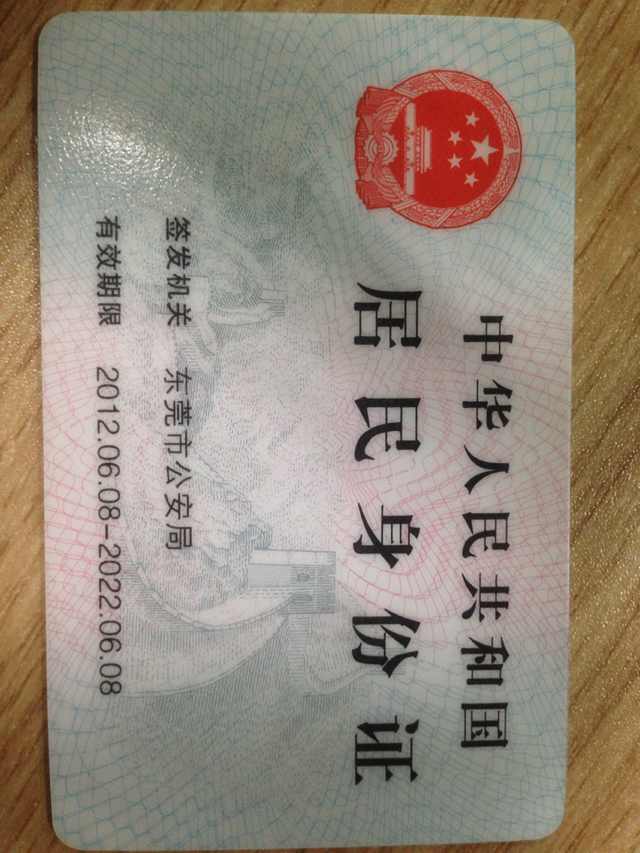 中华人民共和国
居民身份证
签发机关 东莞市公安局
有效期限 2012.06.08-2022.06.08